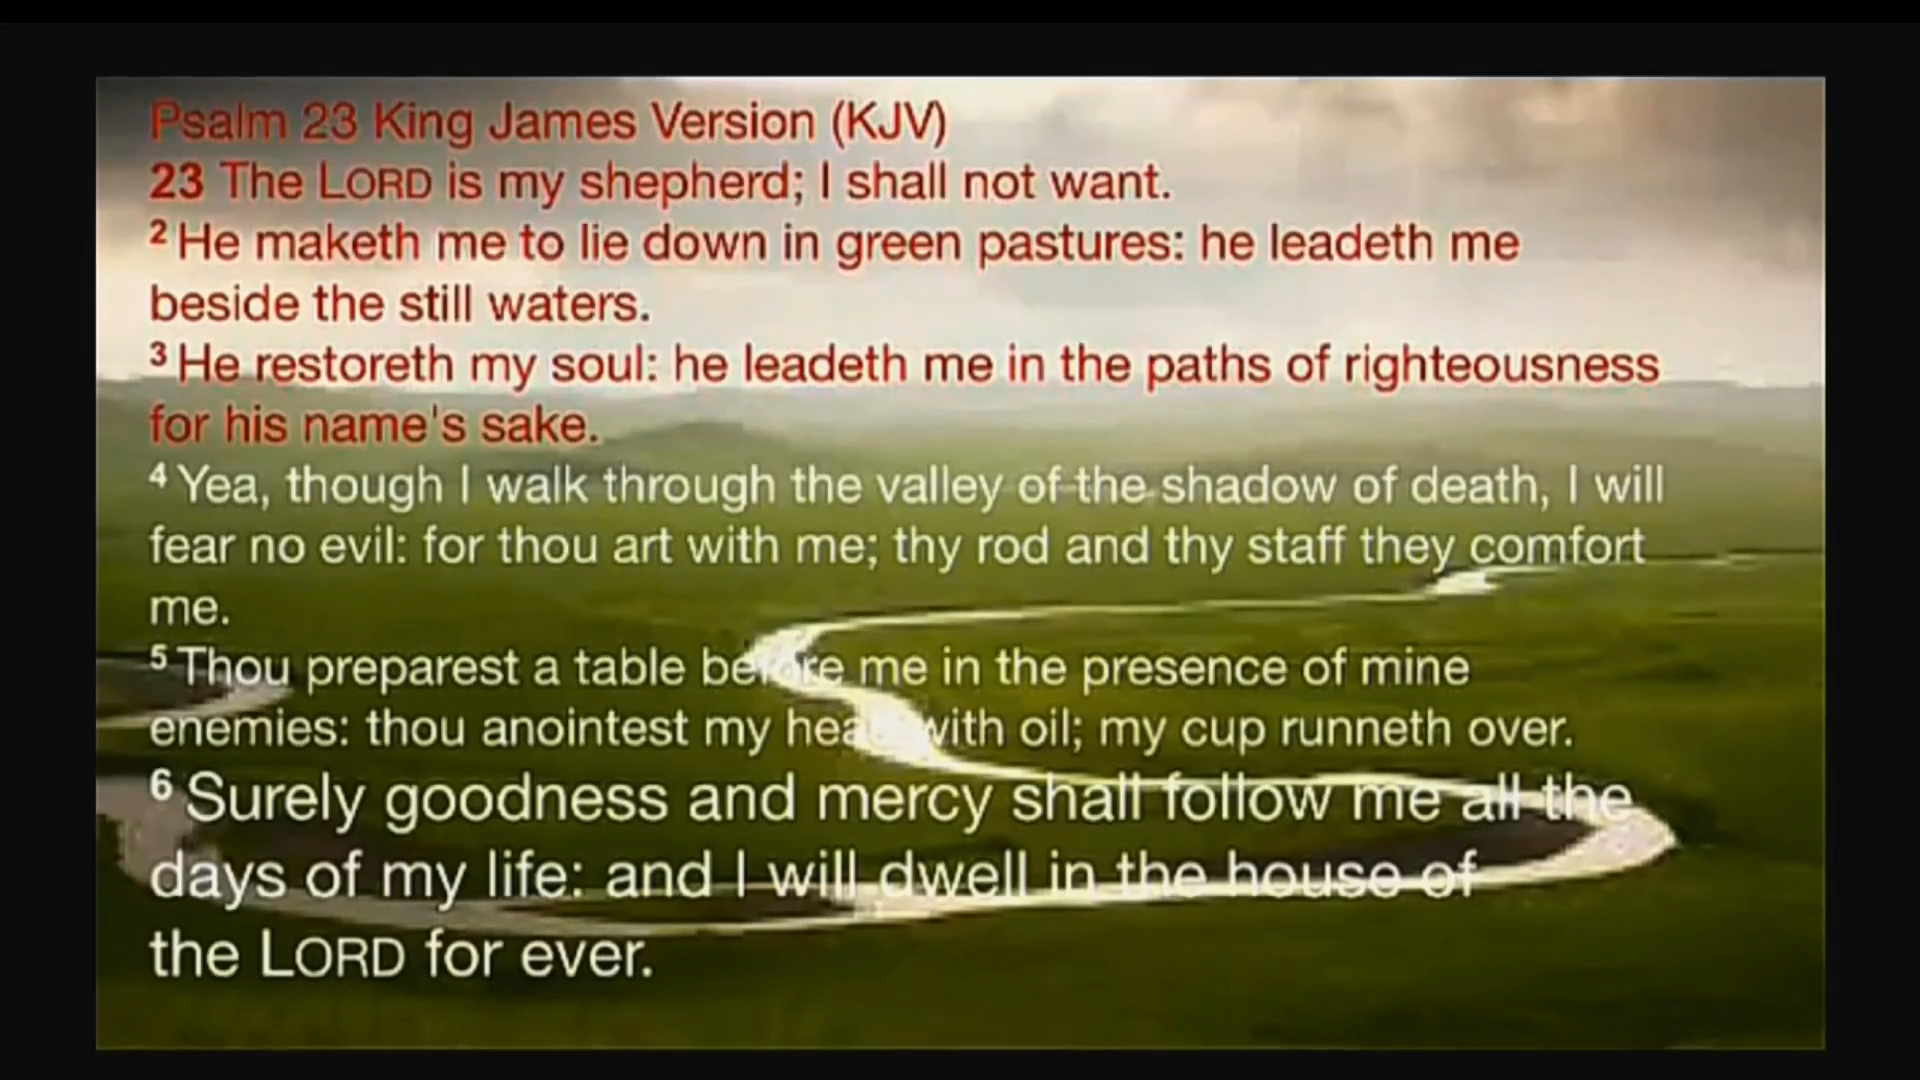 Psalm 23 King James Version (KJV)
23 The LORD is my shepherd; I shall not want.
2 He maketh me to lie down in green pastures: he leadeth me
beside the still waters.
3 He restoreth my soul: he leadeth me in the paths of righteousness
for his name's sake.
4 Yea, though I walk through the valley of the shadow of death, I will
fear no evil: for thou art with me; thy rod and thy staff they comfort
me.
5 Thou preparest a table before me in the presence of mine
enemies: thou anointest my head with oil; my cup runneth over.
6 Surely goodness and mercy shall follow me all the
days of my life: and I will dwell in the house of
the LORD for ever.